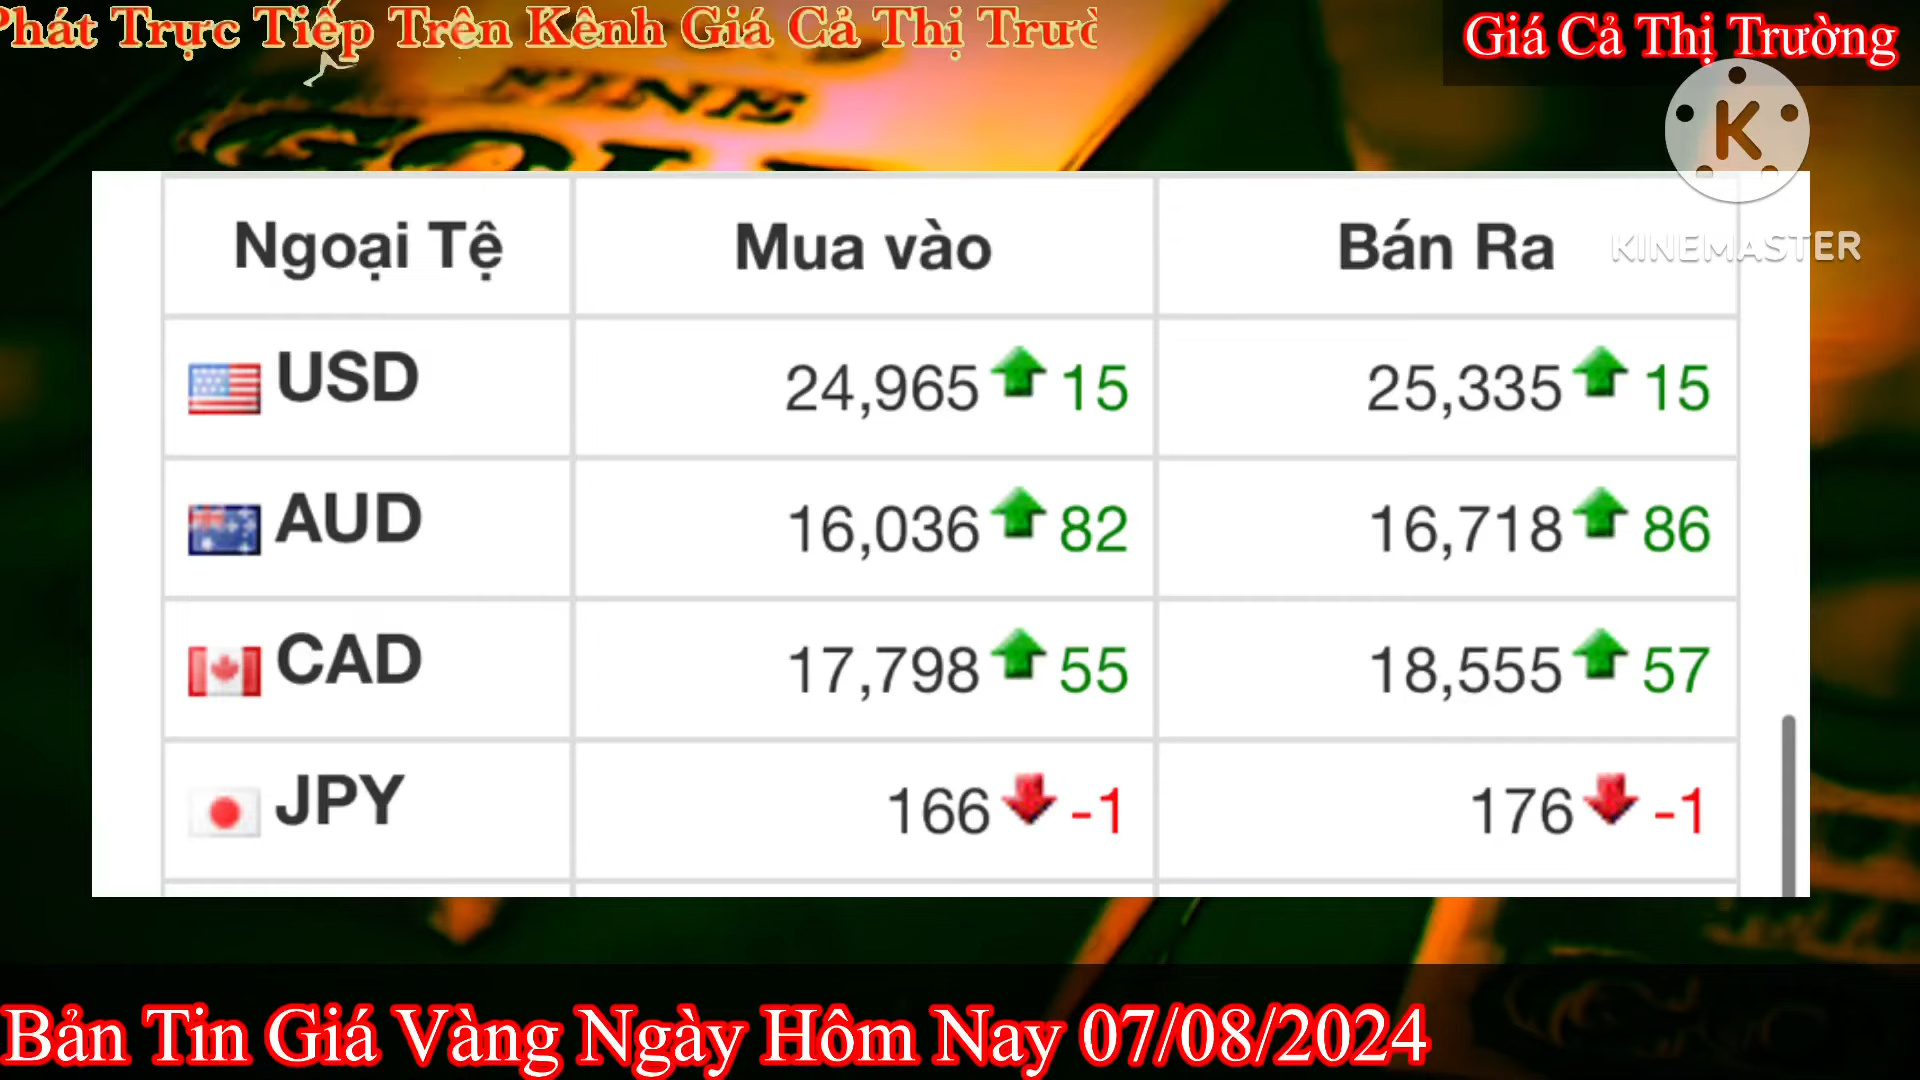 Phát Trực Tiếp Trên Kênh Giá Cả Thị
Giá Cả Thị Trường
FINE
GOLD
K
KINEMASTER
Ngoại Tệ Mua vào Bán Ra
USD 24,965 15 25,335 15
AUD 16,036 82 16,718 86
CAD 17,798 55 18,555 57
JPY 166 -1 176 -1
Bản Tin Giá Vàng Ngày Hôm Nay 07/08/2024